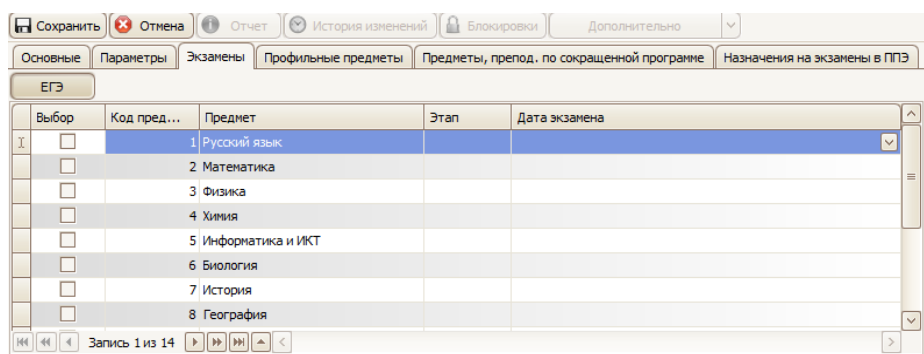 Сохранить Отмена Отчет История изменений Блокировки Дополнительно
Основные Параметры Экзамены Профильные предметы Предметы, препод. по сокращенной программе Назначения на экзамены в ППЭ
ЕГЭ
Выбор Код пред... Предмет Этап Дата экзамена
1 Русский язык
2 Математика
3 Физика
4 Химия
5 Информатика и ИКТ
6 Биология
7 История
8 География
Запись 1 из 14